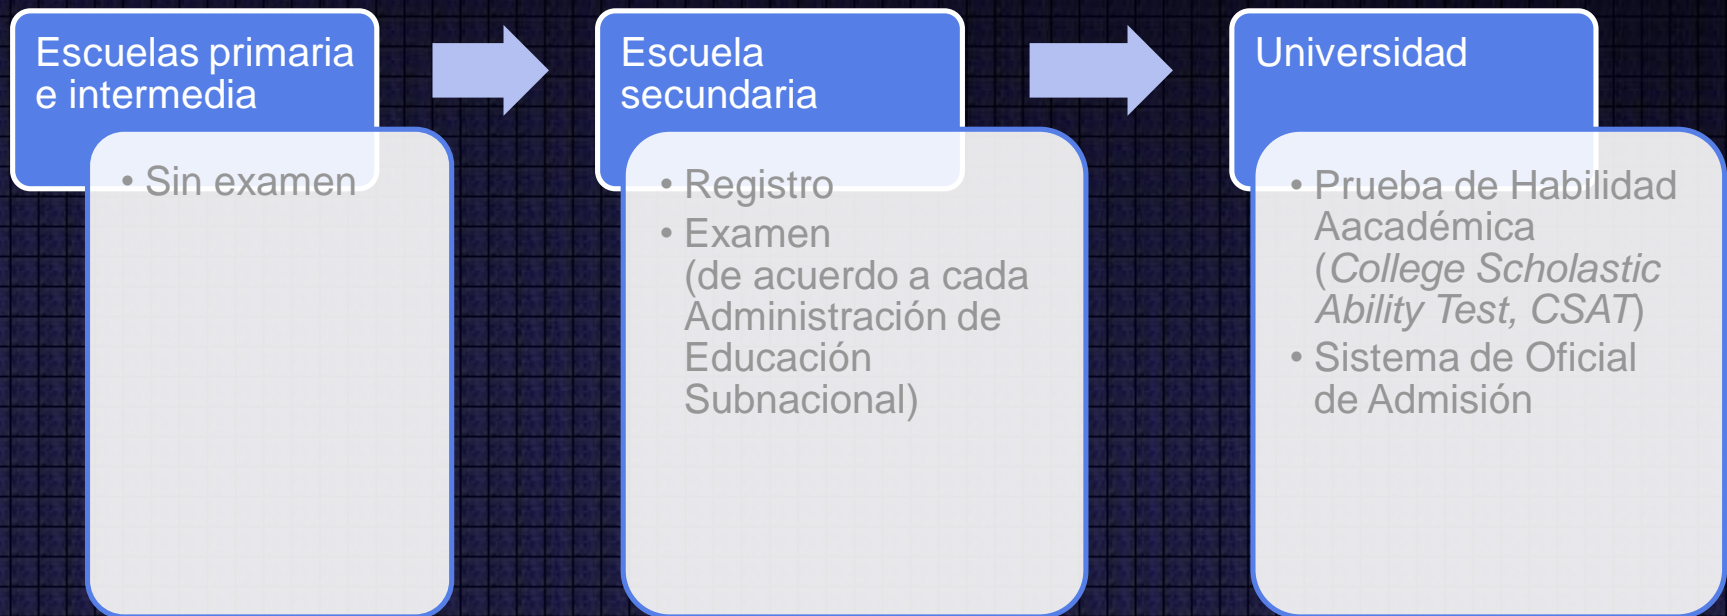 Escuelas primaria
e intermedia
• Sin examen
Escuela
secundaria
• Registro
• Examen
(de acuerdo a cada
Administración de
Educación
Subnacional)
Universidad
• Prueba de Habilidad
Aacadémica
(College Scholastic
Ability Test, CSAT)
• Sistema de Oficial
de Admisión